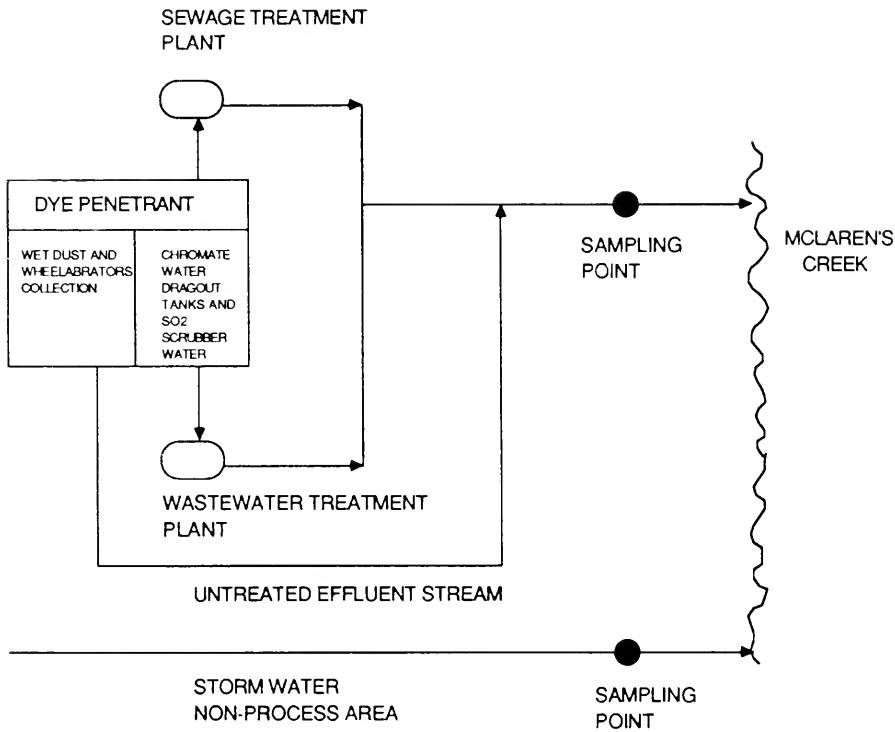 SEWAGE TREATMENT
PLANT
DYE PENETRANT
WET DUST AND
WHEELABRATORS
COLLECTION
CHROMATE
WATER
DRAGOUT
TANKS AND
SO2
SCRUBBER
WATER
SAMPLING
POINT
MCLAREN'S
CREEK
WASTEWATER TREATMENT
PLANT
UNTREATED EFFLUENT STREAM
STORM WATER
NON-PROCESS AREA
SAMPLING
POINT